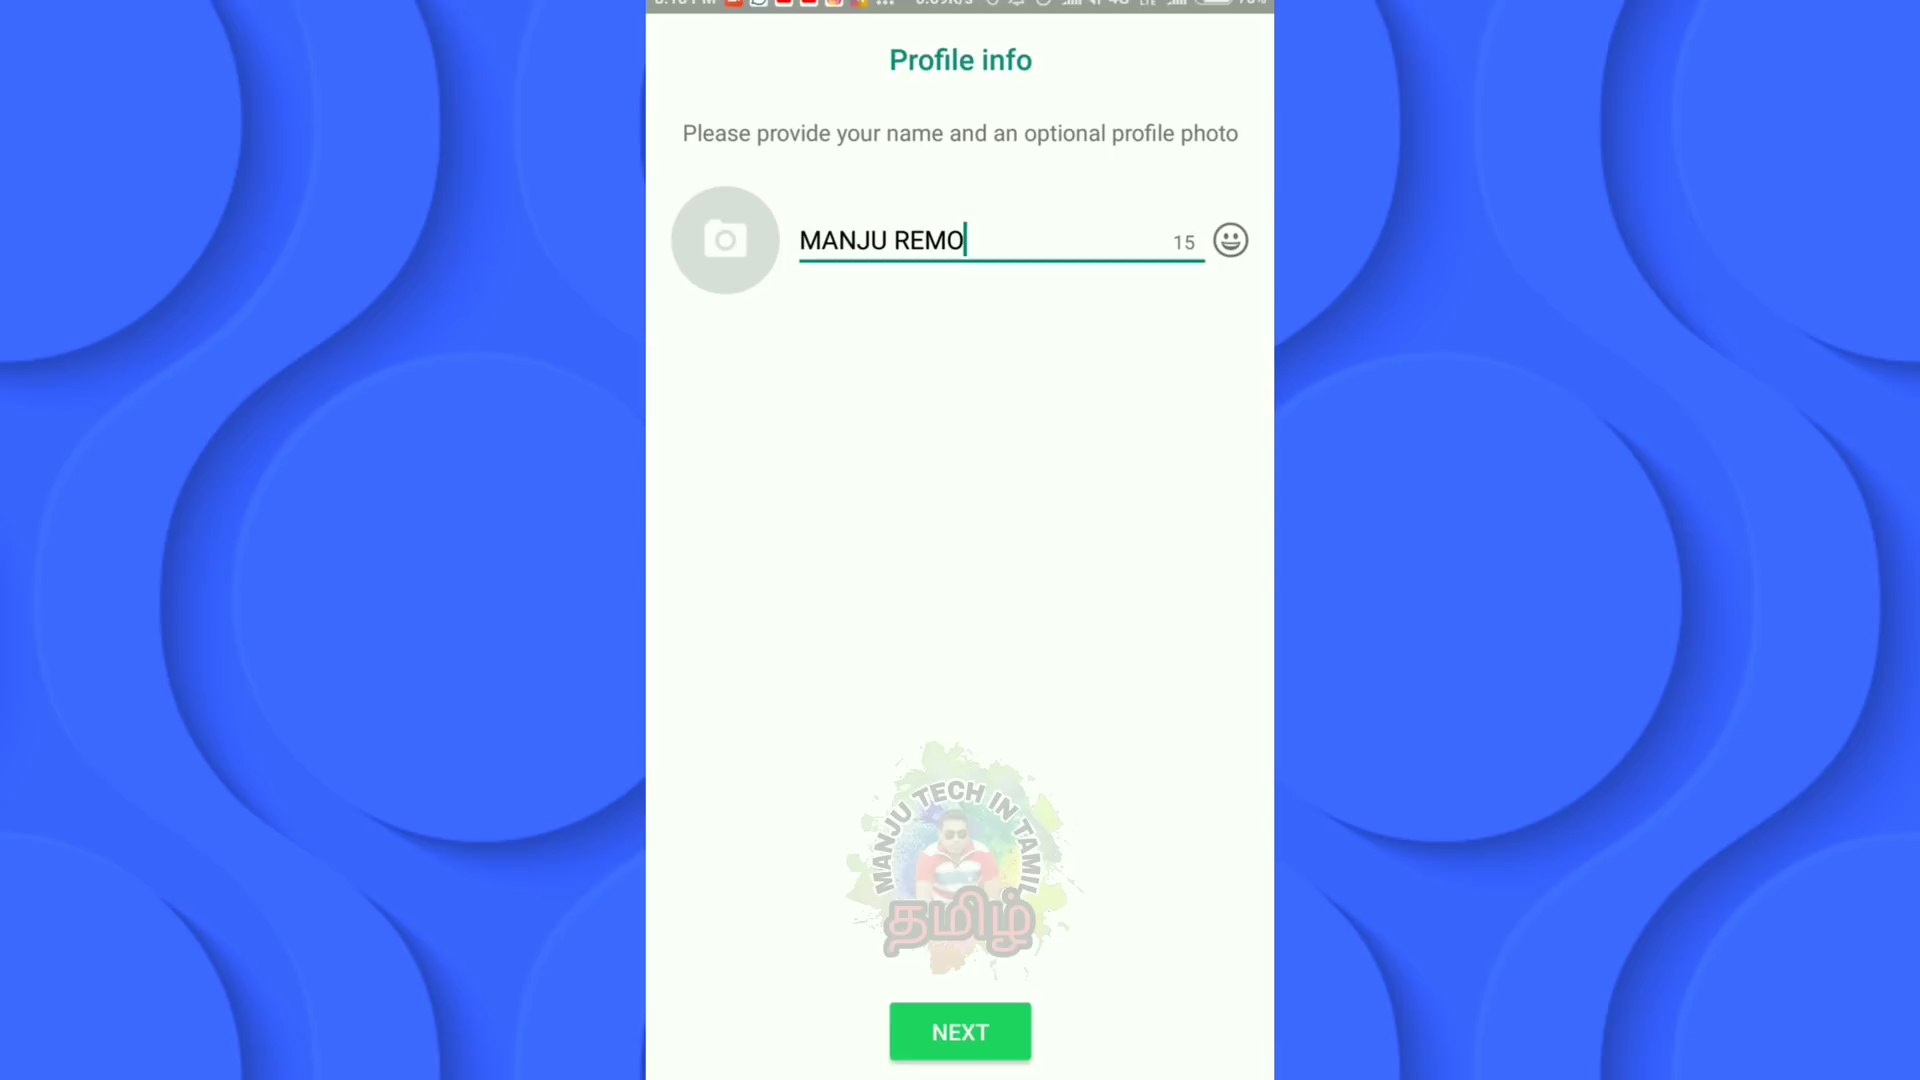 Profile info
Please provide your name and an optional profile photo
MANJU REMO
15
MANJU TECH IN TAMIL
தமிழ்
NEXT